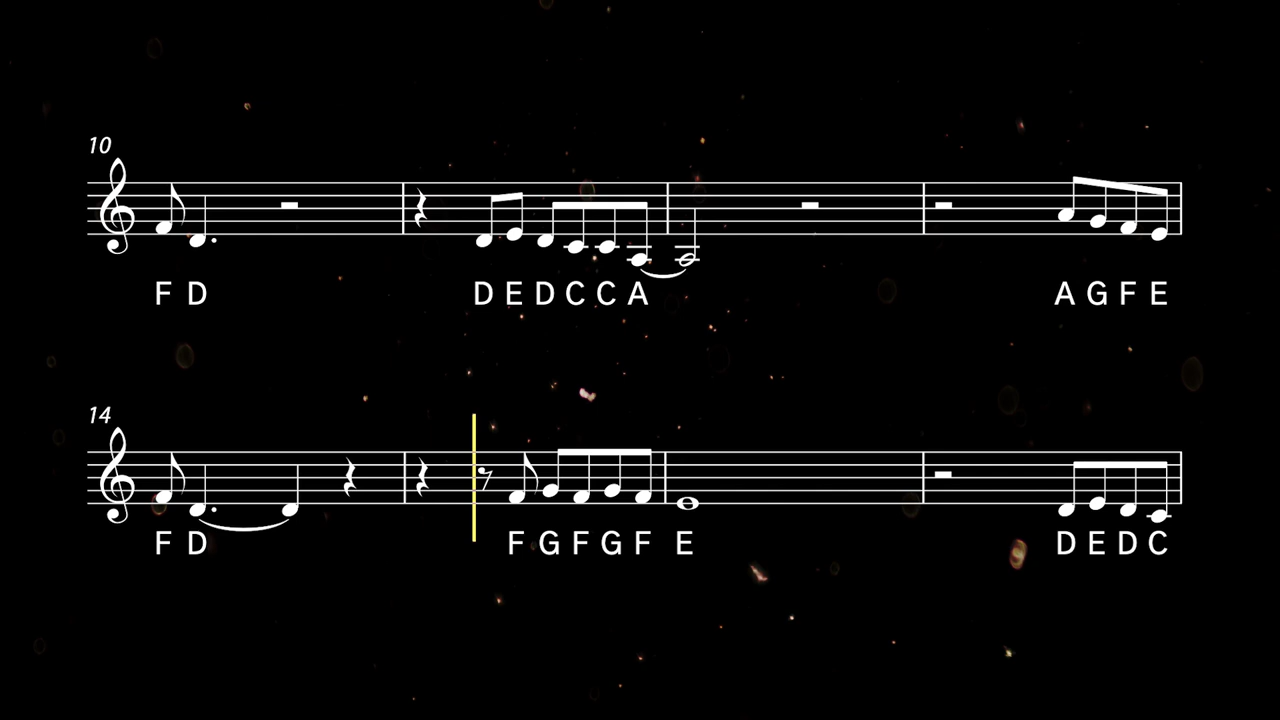 10
F D D E D C C A A G F E
14
F D F G F G F E D E D C